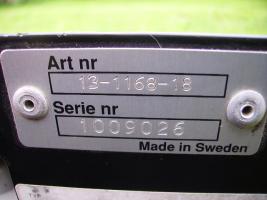 Art nr
13-1168-18
Serie nr
1009026
Made in Sweden